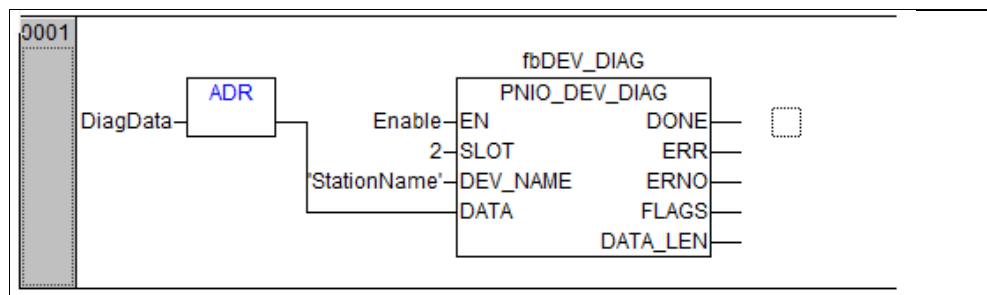 0001
fbDEV_DIAG
ADR
PNIO_DEV_DIAG
DiagData
Enable
EN
DONE
2
SLOT
ERR
'StationName'
DEV_NAME
ERNO
DATA
FLAGS
DATA_LEN